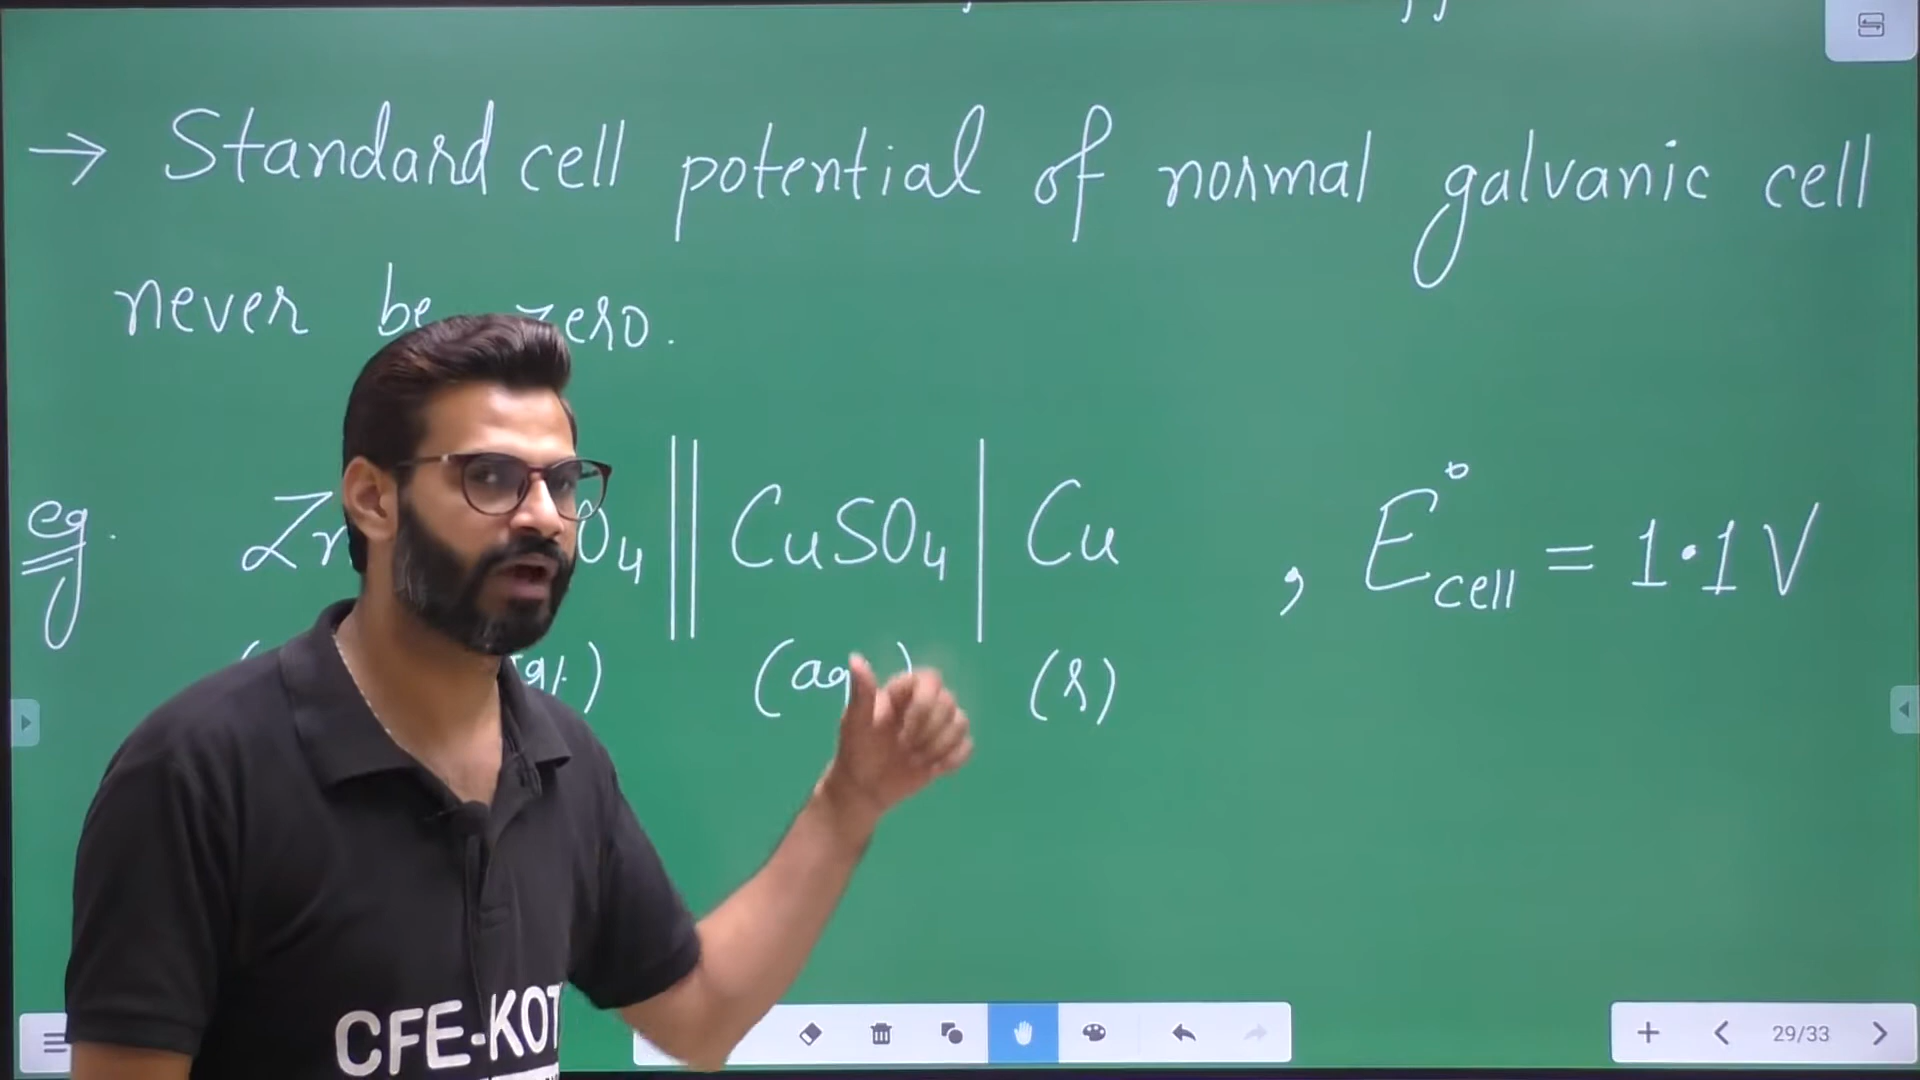 → Standard cell potential of normal galvanic cell
never be zero.
eg. Zn O4 || CuSO4 | Cu , E°cell = 1.1 V
(aq) (s)
CFE-KOT
29/33